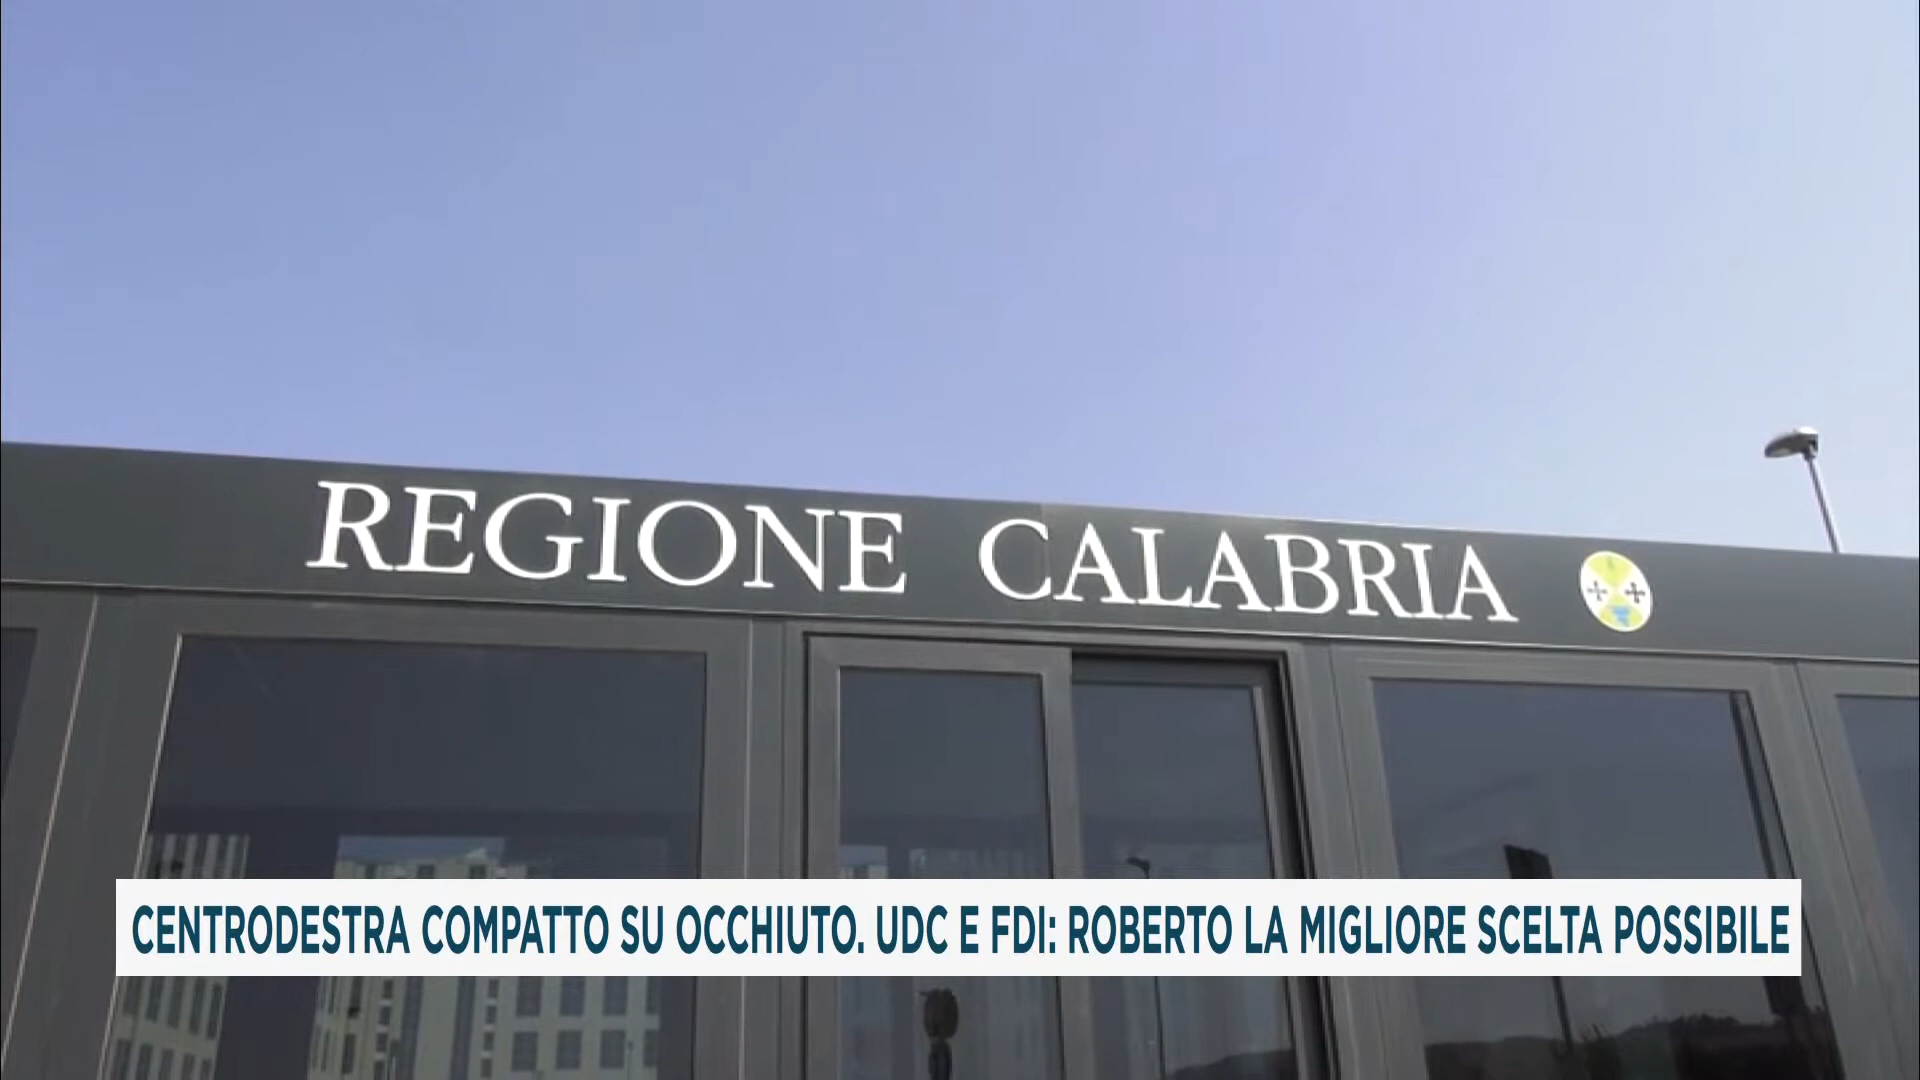 REGIONE CALABRIA
CENTRODESTRA COMPATTO SU OCCHIUTO. UDC E FDI: ROBERTO LA MIGLIORE SCELTA POSSIBILE